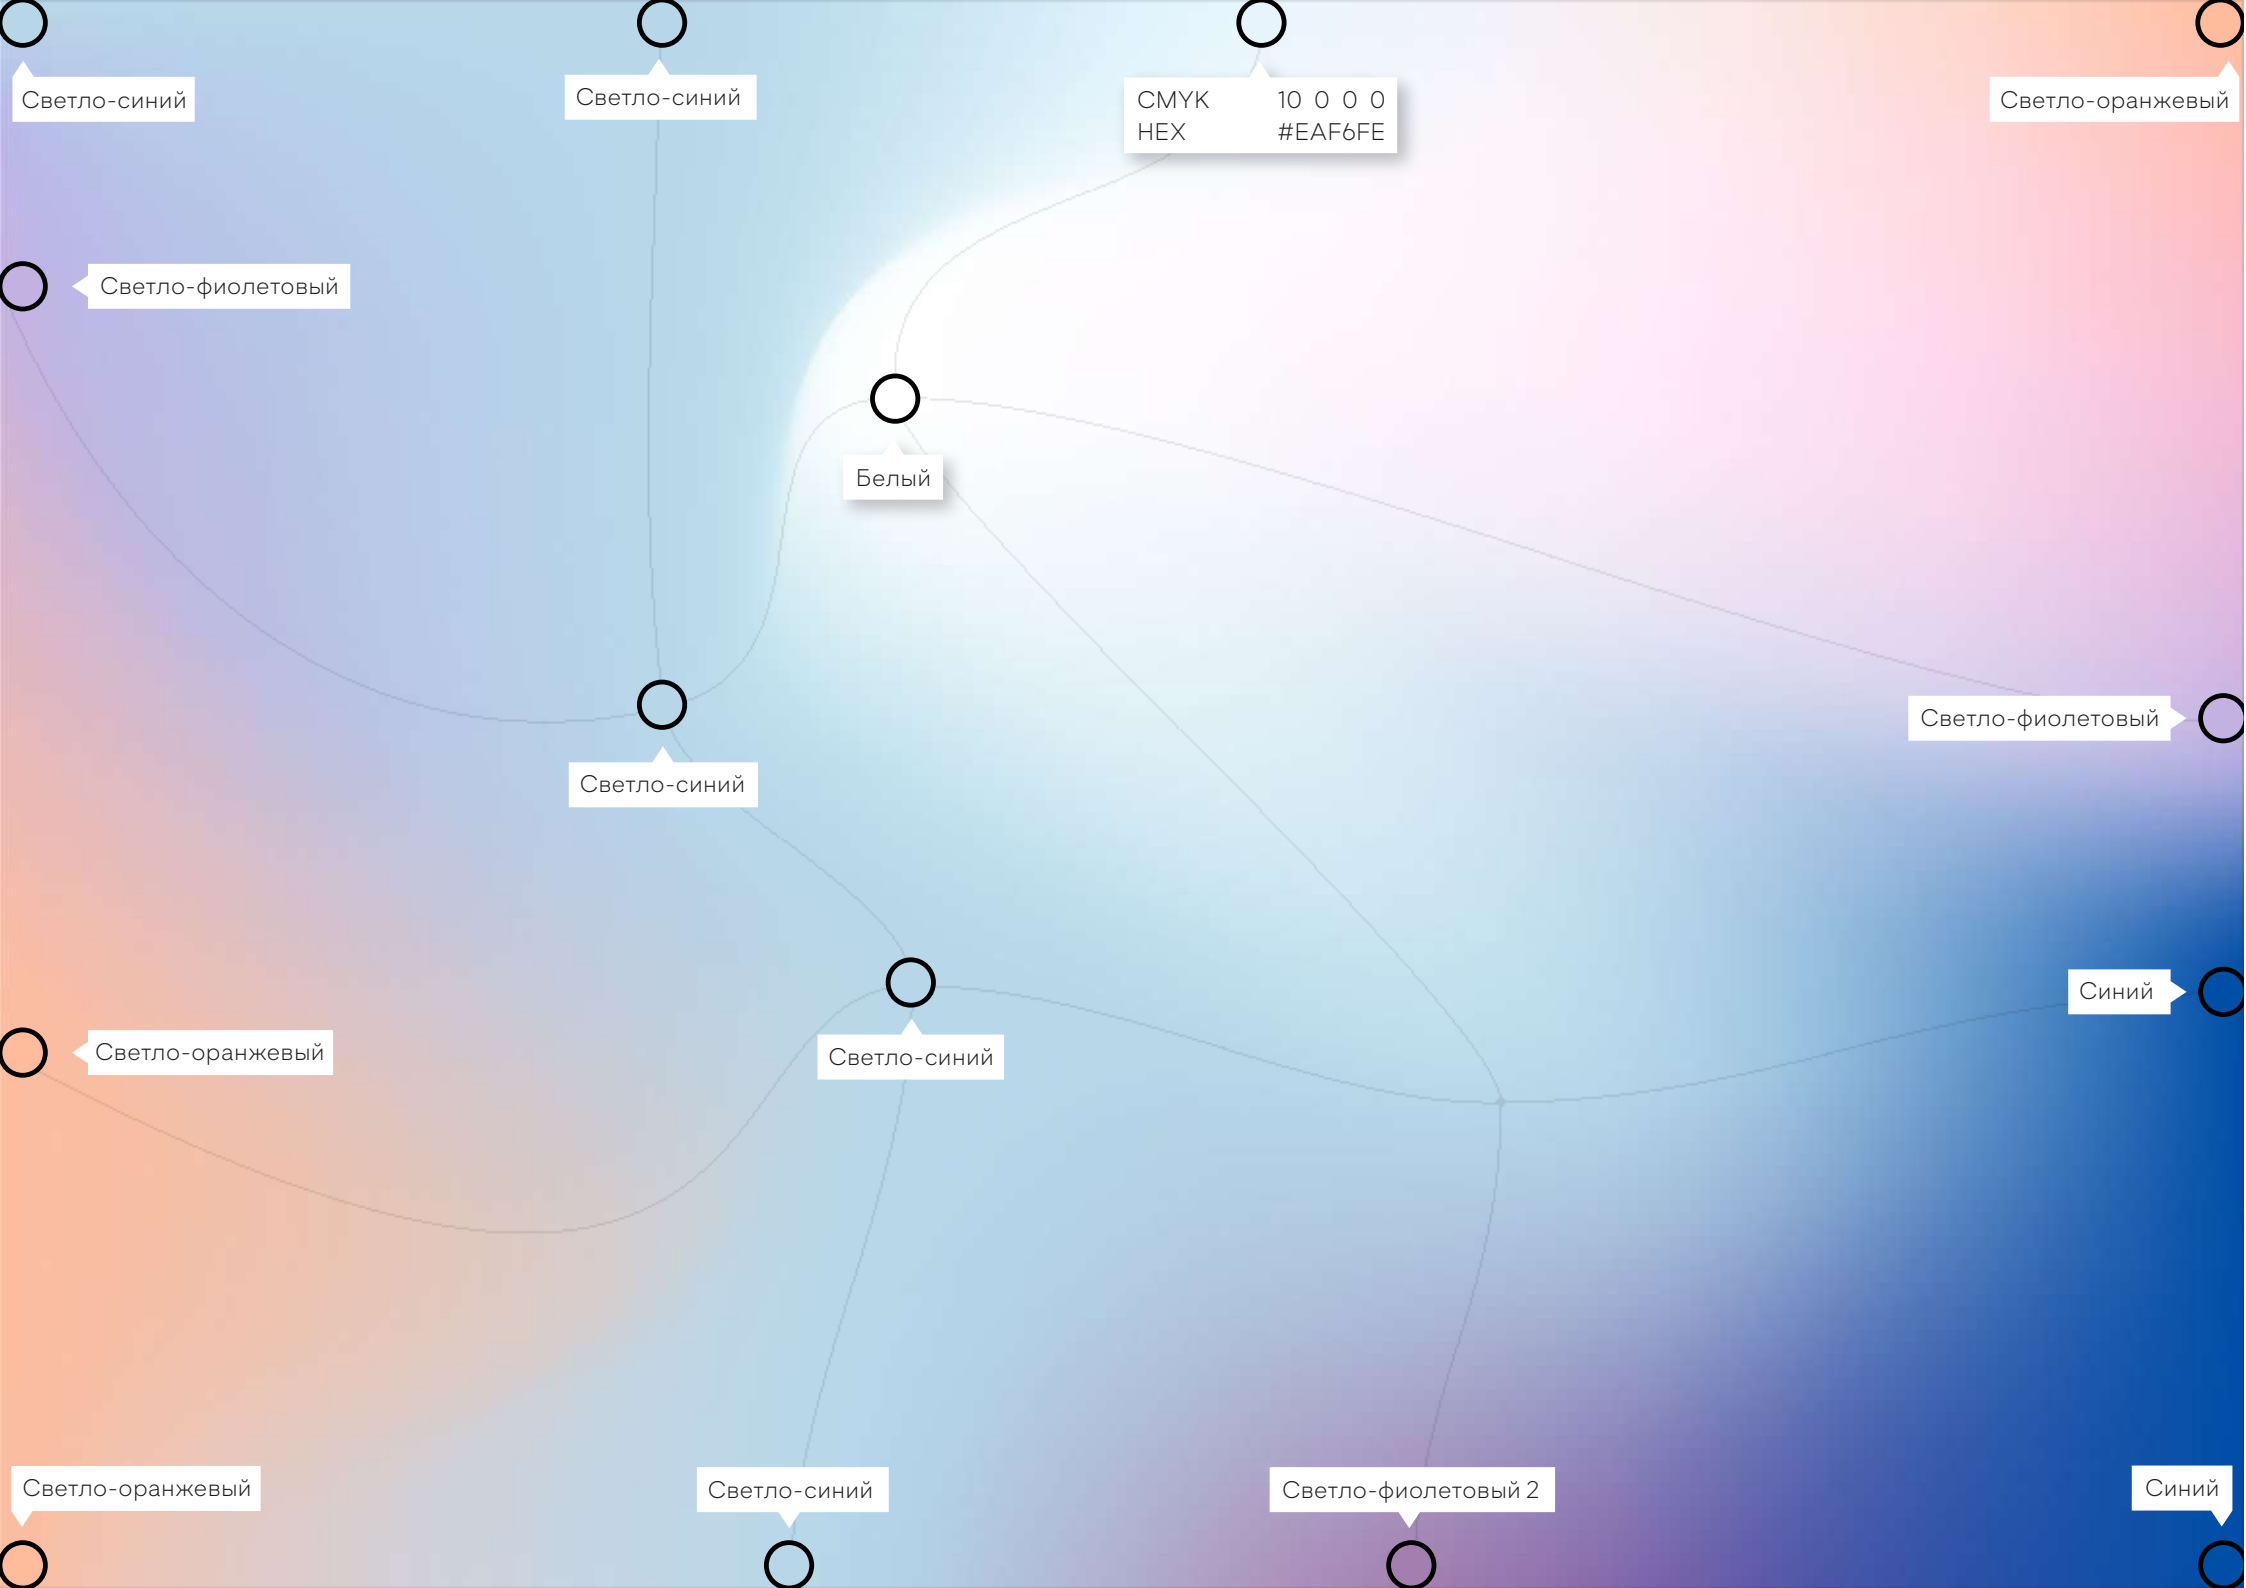 Светло-синий
Светло-синий
CMYK 10 0 0 0
HEX #EAF6FE
Светло-оранжевый
Светло-фиолетовый
Белый
Светло-фиолетовый
Светло-синий
Синий
Светло-оранжевый
Светло-синий
Светло-оранжевый
Светло-синий
Светло-фиолетовый 2
Синий